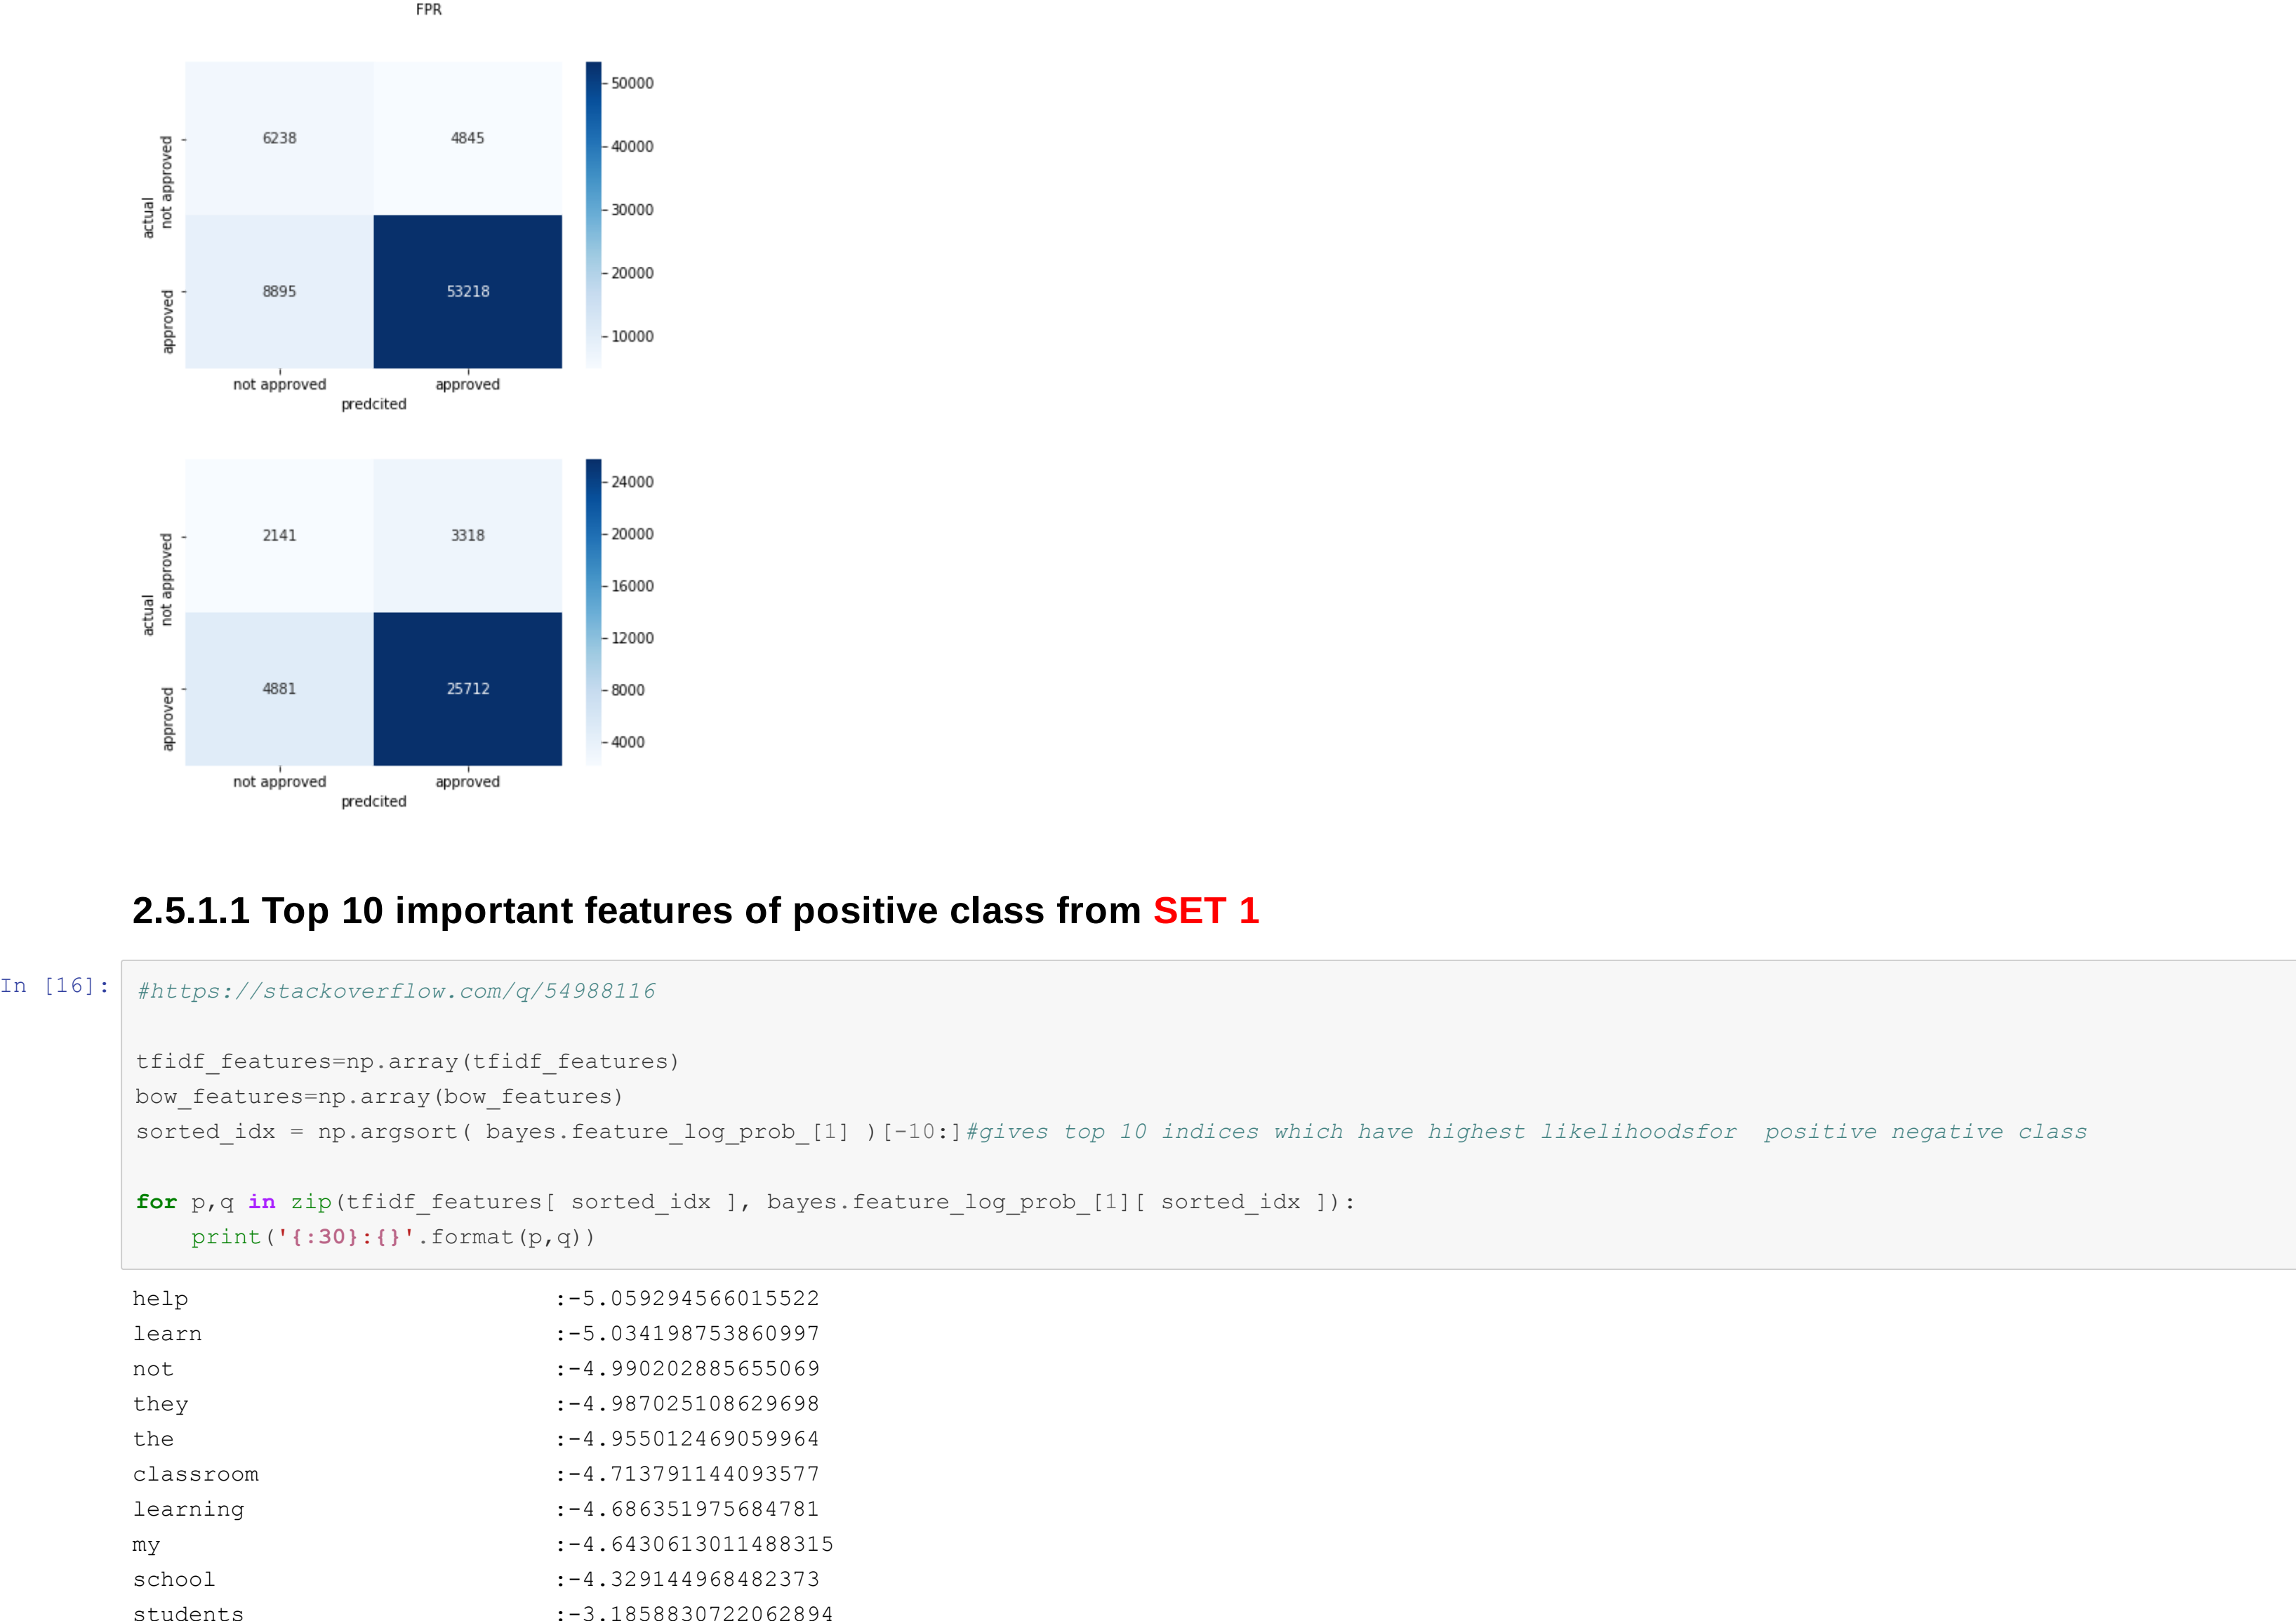 FPR
50000
6238 4845
40000
actual
not approved
30000
20000
8895 53218
approved
10000
not approved approved
predcited
24000
2141 3318
20000
actual
not approved
16000
12000
4881 25712
approved
8000
4000
not approved approved
predcited
2.5.1.1 Top 10 important features of positive class from SET 1
In [16]:
#https://stackoverflow.com/q/54988116
tfidf_features=np.array(tfidf_features)
bow_features=np.array(bow_features)
sorted_idx = np.argsort( bayes.feature_log_prob_[1] )[-10:]#gives top 10 indices which have highest likelihoodsfor  positive negative class
for p,q in zip(tfidf_features[ sorted_idx ], bayes.feature_log_prob_[1][ sorted_idx ]):
    print('{:30}:{}'.format(p,q))
help                          :-5.059294566015522
learn                         :-5.034198753860997
not                           :-4.990202885655069
they                          :-4.987025108629698
the                           :-4.955012469059964
classroom                     :-4.713791144093577
learning                      :-4.686351975684781
my                            :-4.6430613011488315
school                        :-4.329144968482373
students                      :-3.1858830722062894